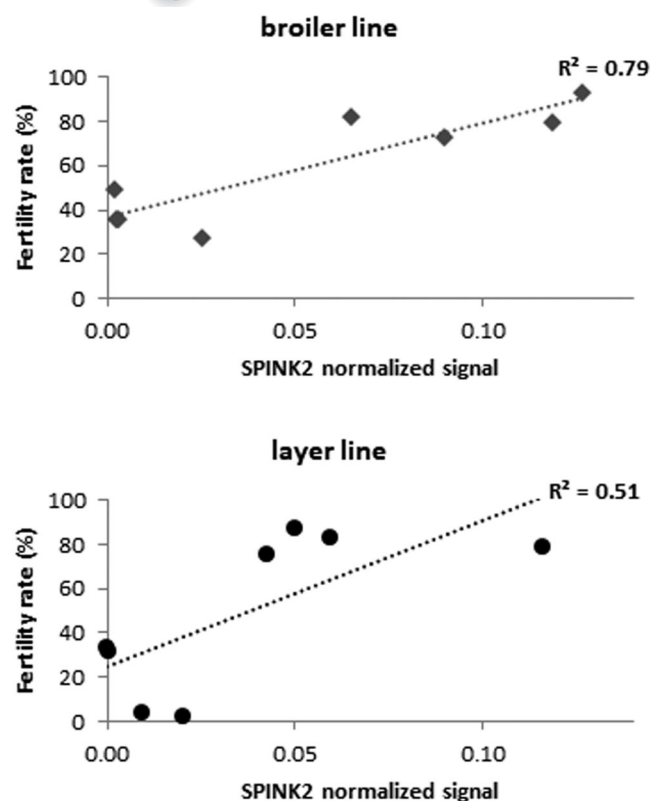 broiler line
R² = 0.79
Fertility rate (%)
100
80
60
40
20
0
0.00 0.05 0.10
SPINK2 normalized signal
layer line
R² = 0.51
Fertility rate (%)
100
80
60
40
20
0
0.00 0.05 0.10
SPINK2 normalized signal